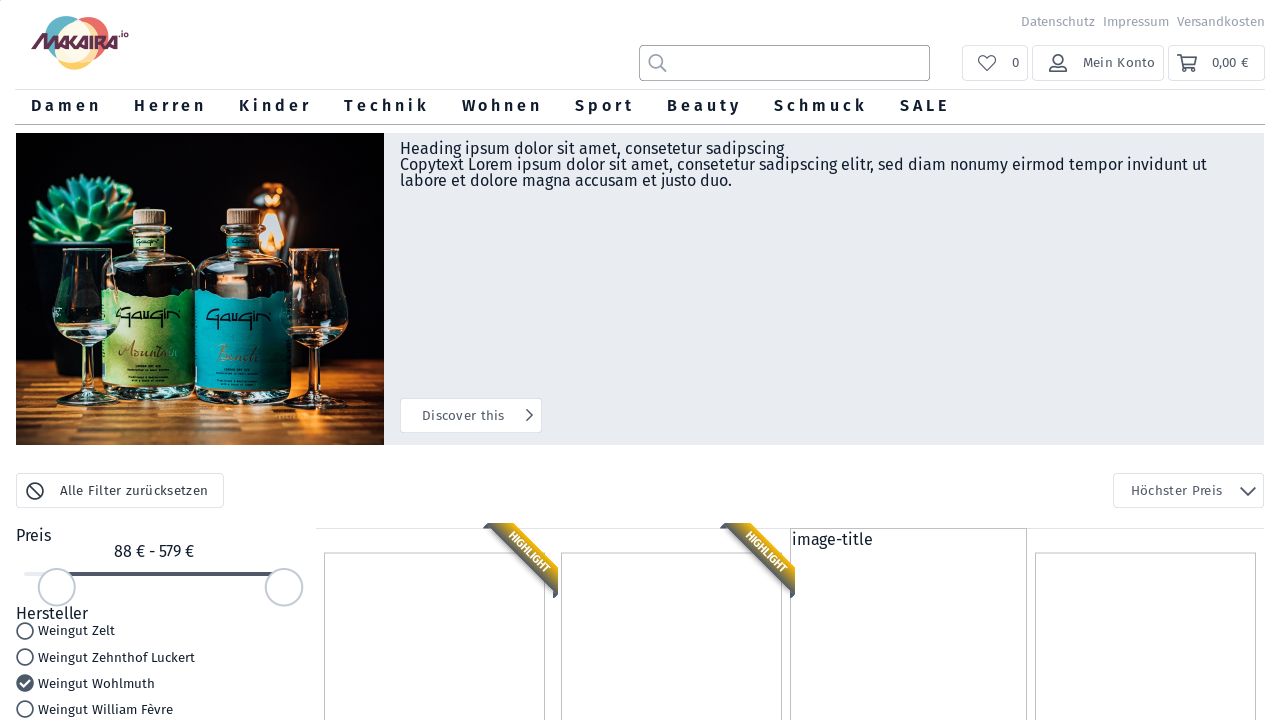 Datenschutz Impressum Versandkosten
MAKAIRA.io
0
Mein Konto
0,00 €
Damen Herren Kinder Technik Wohnen Sport Beauty Schmuck SALE
Heading ipsum dolor sit amet, consetetur sadipscing
Copytext Lorem ipsum dolor sit amet, consetetur sadipscing elitr, sed diam nonumy eirmod tempor invidunt ut
labore et dolore magna accusam et justo duo.
Gaugin
Mountain
Gaugin
Discover this
Alle Filter zurücksetzen
Höchster Preis
Preis
88 € - 579 €
HIGHLIGHT
HIGHLIGHT
image-title
Hersteller
Weingut Zelt
Weingut Zehnthof Luckert
Weingut Wohlmuth
Weingut William Fèvre